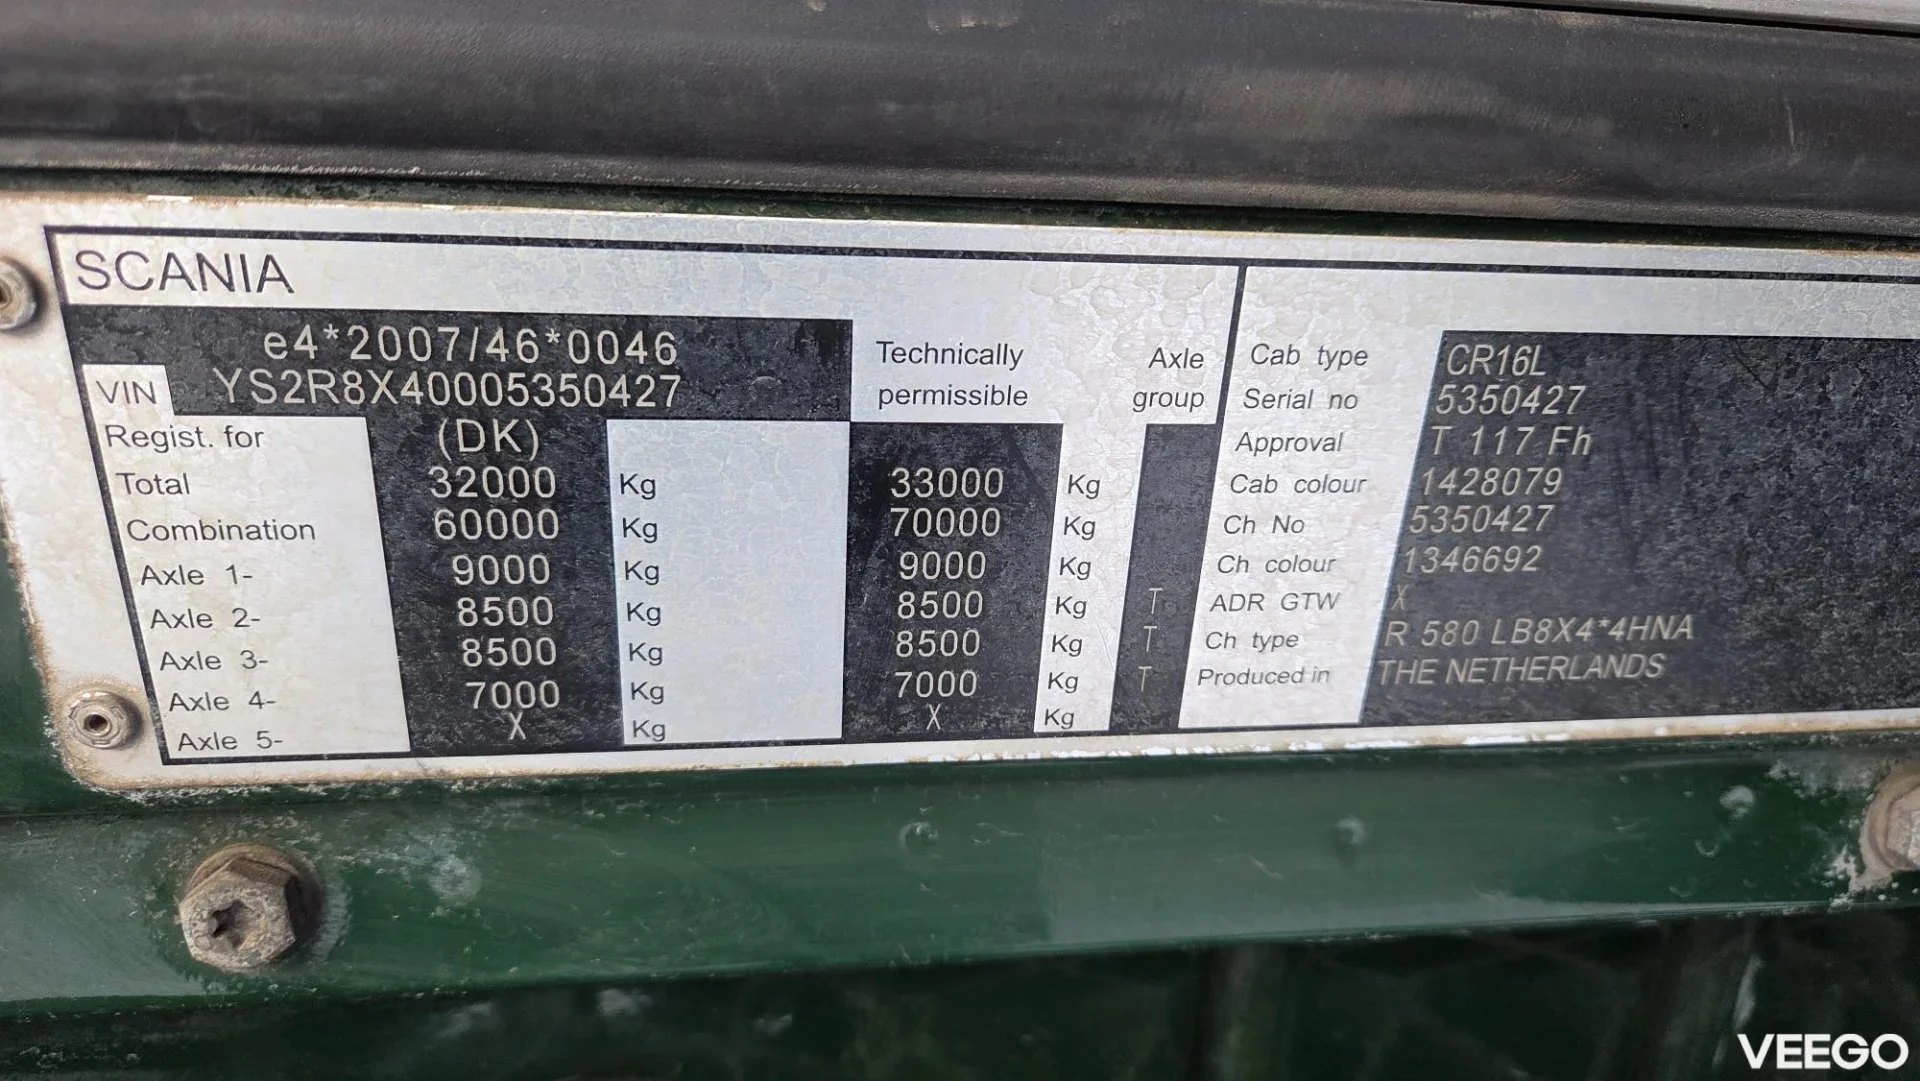 SCANIA
e4*2007/46*0046
VIN YS2R8X40005350427
Technically permissible
Axle group
Regist. for (DK)
Total 32000 Kg 33000 Kg
Combination 60000 Kg 70000 Kg
Axle 1- 9000 Kg 9000 Kg
Axle 2- 8500 Kg 8500 Kg T
Axle 3- 8500 Kg 8500 Kg T
Axle 4- 7000 Kg 7000 Kg T
Axle 5- X Kg X Kg
Cab type CR16L
Serial no 5350427
Approval T 117 Fh
Cab colour 1428079
Ch No 5350427
Ch colour 1346692
ADR GTW X
Ch type R 580 LB8X4*4HNA
Produced in THE NETHERLANDS
VEEGO